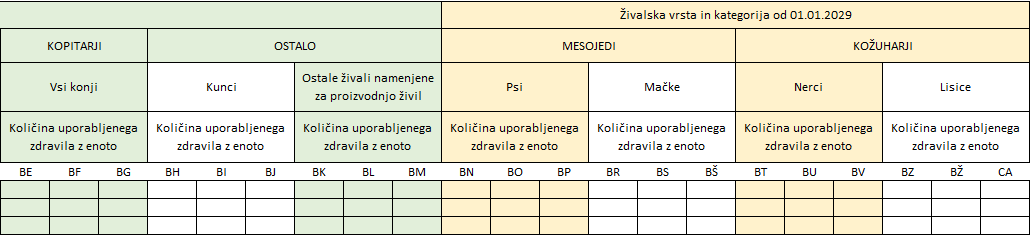 Živalska vrsta in kategorija od 01.01.2029
KOPITARJI OSTALO MESOJEDI KOŽUHARJI
Vsi konji Kunci Ostale živali namenjene za proizvodnjo živil Psi Mačke Nerci Lisice
Količina uporabljenega zdravila z enoto Količina uporabljenega zdravila z enoto Količina uporabljenega zdravila z enoto Količina uporabljenega zdravila z enoto Količina uporabljenega zdravila z enoto Količina uporabljenega zdravila z enoto Količina uporabljenega zdravila z enoto
BE BF BG BH BI BJ BK BL BM BN BO BP BR BS BŠ BT BU BV BZ BŽ CA